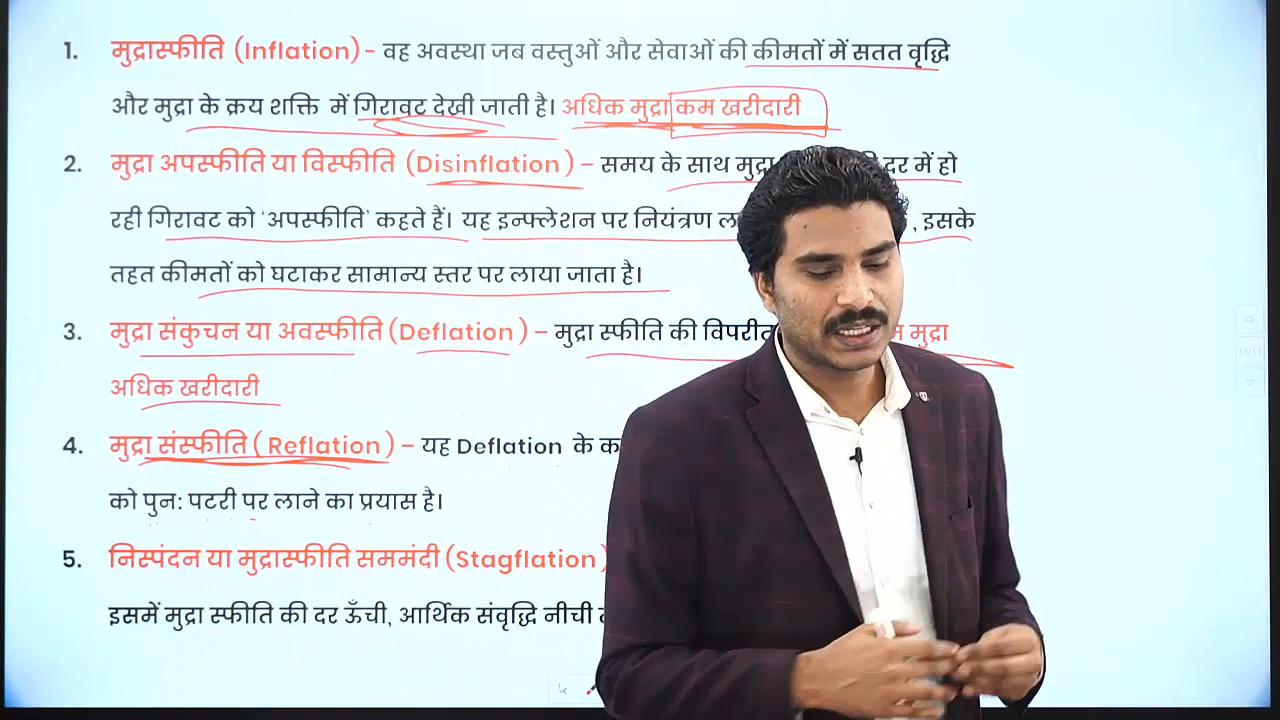 1. मुद्रास्फीति (Inflation) - वह अवस्था जब वस्तुओं और सेवाओं की कीमतों में सतत वृद्धि
और मुद्रा के क्रय शक्ति में गिरावट देखी जाती है। अधिक मुद्रा कम खरीदारी
2. मुद्रा अपस्फीति या विस्फीति (Disinflation) – समय के साथ दर में हो
रही गिरावट को ‘अपस्फीति’ कहते हैं। यह इन्फ्लेशन पर नियंत्रण , इसके
तहत कीमतों को घटाकर सामान्य स्तर पर लाया जाता है।
3. मुद्रा संकुचन या अवस्फीति (Deflation) – मुद्रा स्फीति की विपरीत मुद्रा
अधिक खरीदारी
4. मुद्रा संस्फीति ( Reflation) – यह Deflation के
को पुन: पटरी पर लाने का प्रयास है।
5. निस्पंदन या मुद्रास्फीति सममंदी (Stagflation)
इसमें मुद्रा स्फीति की दर ऊँची, आर्थिक संवृद्धि नीची
13/17